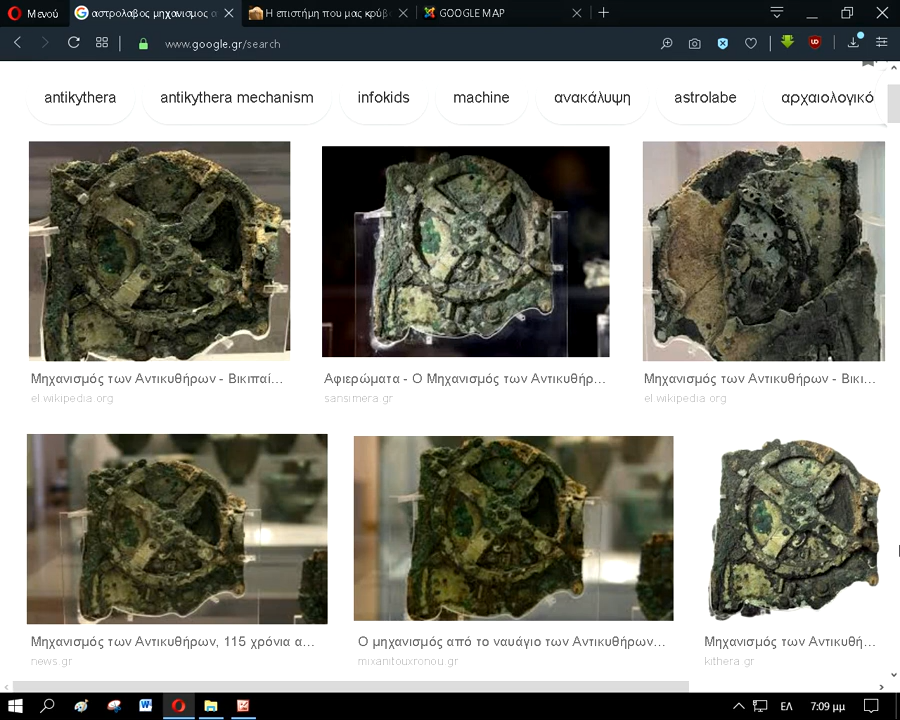 Μενού
αστρολαβος μηχανισμος α
Η επιστήμη που μας κρύβ
GOOGLE MAP
www.google.gr/search
antikythera
antikythera mechanism
infokids
machine
ανακάλυψη
astrolabe
αρχαιολογικό
Μηχανισμός των Αντικυθήρων - Βικιπαί...
el.wikipedia.org
Αφιερώματα - Ο Μηχανισμός των Αντικυθήρ...
sansimera.gr
Μηχανισμός των Αντικυθήρων - Βικι...
el.wikipedia.org
Μηχανισμός των Αντικυθήρων, 115 χρόνια α...
news.gr
Ο μηχανισμός από το ναυάγιο των Αντικυθήρων...
mixanitouxronou.gr
Μηχανισμός των Αντικυθή...
kithera.gr
ΕΛ
7:09 μμ